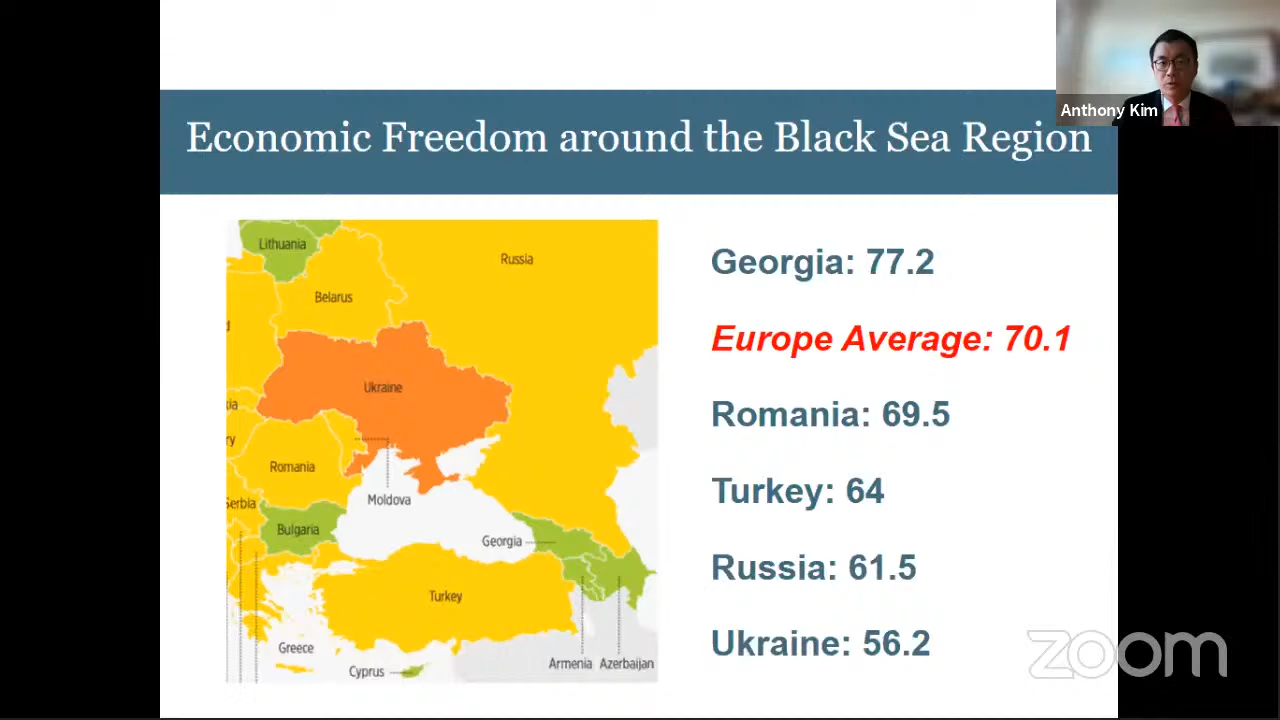 Anthony Kim
Economic Freedom around the Black Sea Region
Lithuania
Russia
Belarus
d
Ukraine
ia
ry
Romania
Serbia
Moldova
Bulgaria
Georgia
Turkey
Greece
Cyprus
Armenia
Azerbaijan
Georgia: 77.2
Europe Average: 70.1
Romania: 69.5
Turkey: 64
Russia: 61.5
Ukraine: 56.2
zoom